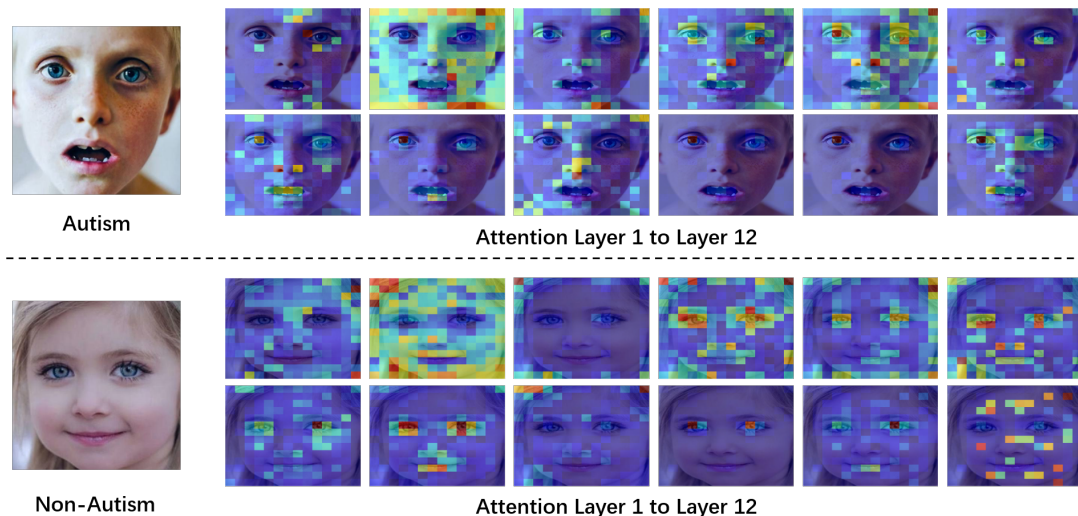 Autism
Attention Layer 1 to Layer 12
Non-Autism
Attention Layer 1 to Layer 12